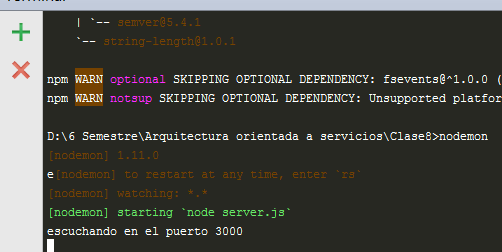 | `-- semver@5.4.1
`-- string-length@1.0.1
npm WARN optional SKIPPING OPTIONAL DEPENDENCY: fsevents@^1.0.0 (
npm WARN notsup SKIPPING OPTIONAL DEPENDENCY: Unsupported platfor
D:\6 Semestre\Arquitectura orientada a servicios\Clase8>nodemon
[nodemon] 1.11.0
e[nodemon] to restart at any time, enter `rs`
[nodemon] watching: *.*
[nodemon] starting `node server.js`
escuchando en el puerto 3000